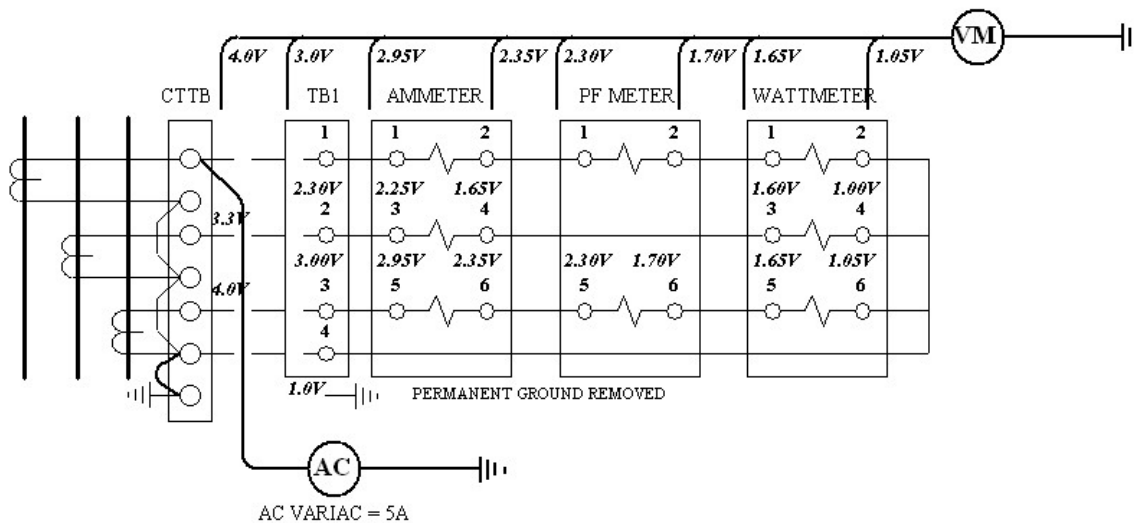 VM
4.0V 3.0V 2.95V 2.35V 2.30V 1.70V 1.65V 1.05V
CTTB TB1 AMMETER PF METER WATTMETER
1 1 2 1 2 1 2
2.30V 2.25V 1.65V 1.60V 1.00V
3.3V 2 3 4 3 4
3.00V 2.95V 2.35V 2.30V 1.70V 1.65V 1.05V
4.0V 3 5 6 5 6 5 6
4
1.0V PERMANENT GROUND REMOVED
AC
AC VARIAC = 5A